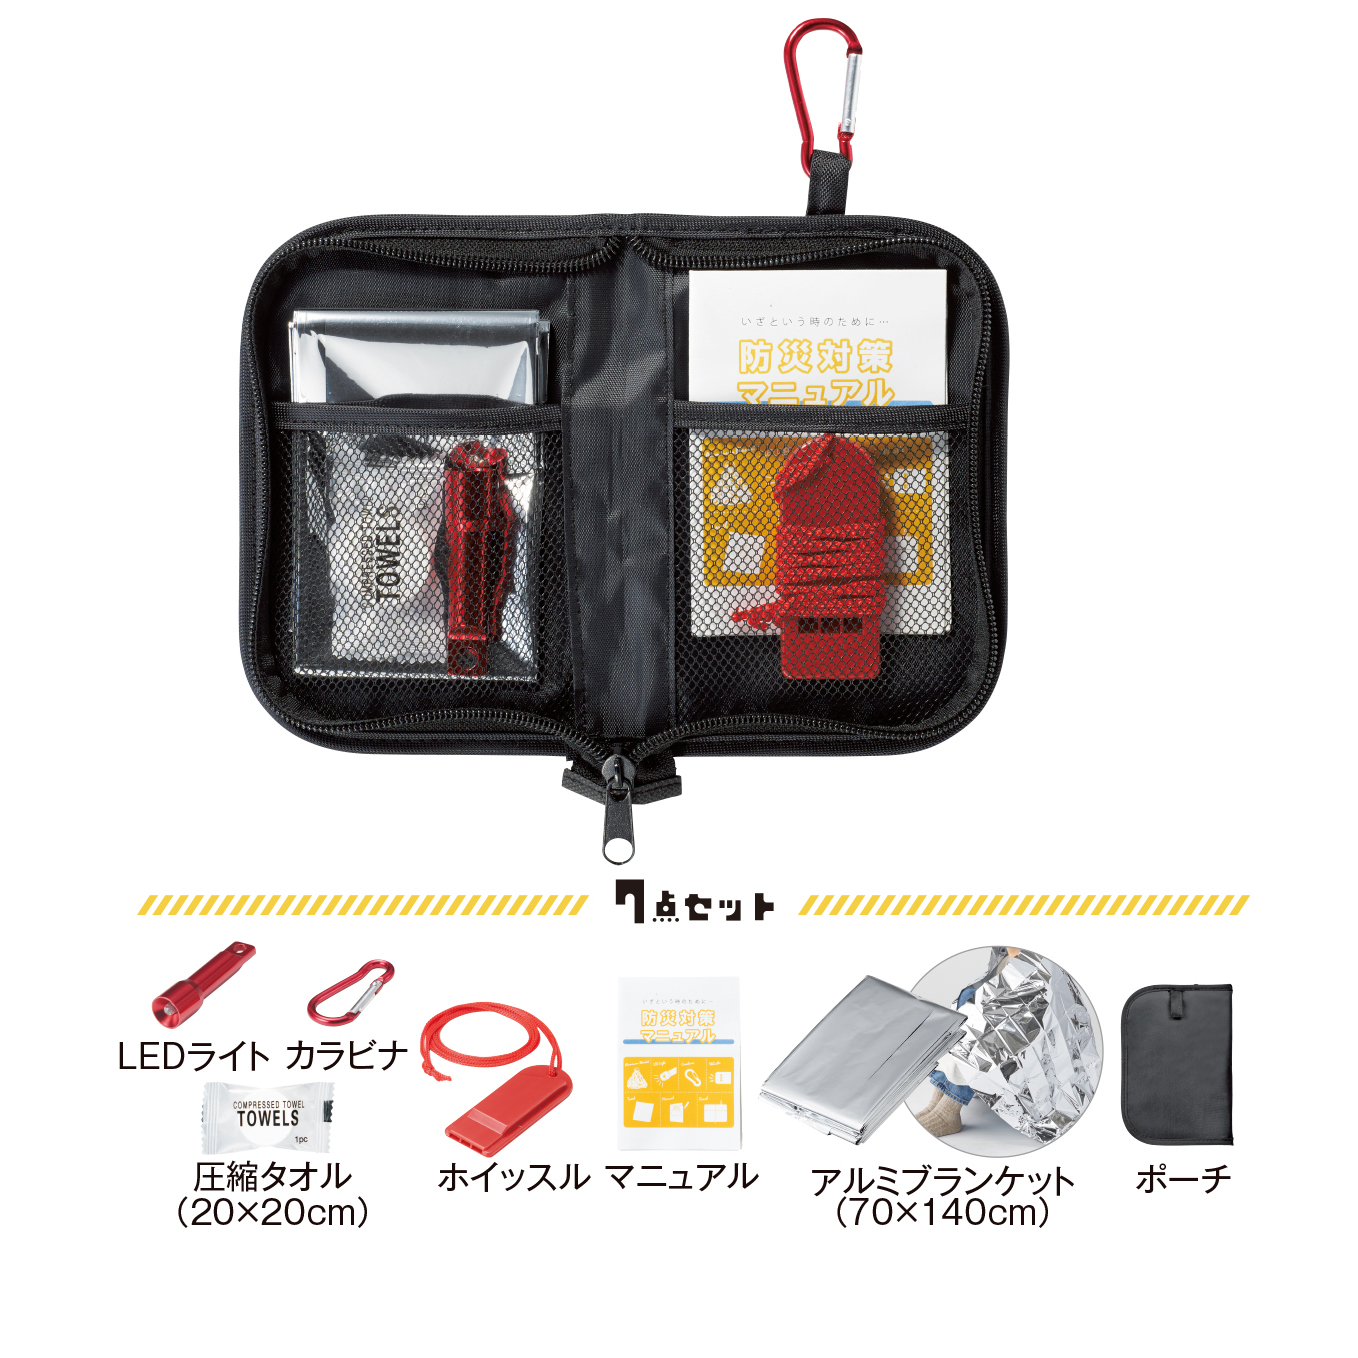 いざという時のために…
防災対策
マニュアル
COMPRESSED TOWEL
TOWELS
7点セット
LEDライト
カラビナ
COMPRESSED TOWEL
TOWELS
1pc
圧縮タオル
(20×20cm)
ホイッスル
いざという時のために…
防災対策
マニュアル
マニュアル
アルミブランケット
(70×140cm)
ポーチ